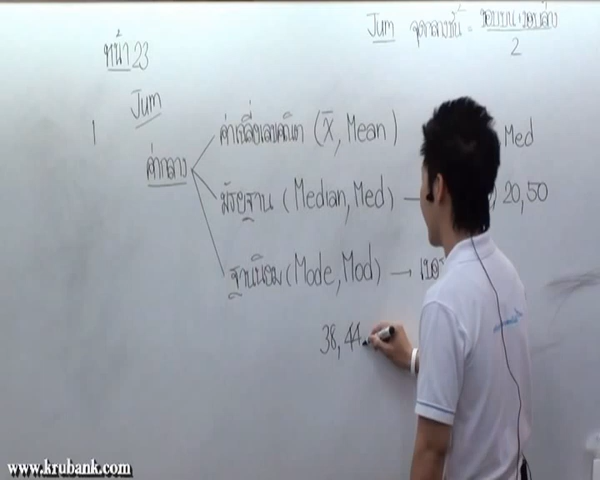 Jum จุดกลางชั้น = ขอบบน+ขอบล่าง
2
หน้า 23
Jum
1
ค่ากลาง
ค่าเฉลี่ยเลขคณิต (X̄, Mean)
Med
มัธยฐาน (Median, Med) → 20, 50
ฐานนิยม (Mode, Mod) →
38, 44
www.krubank.com